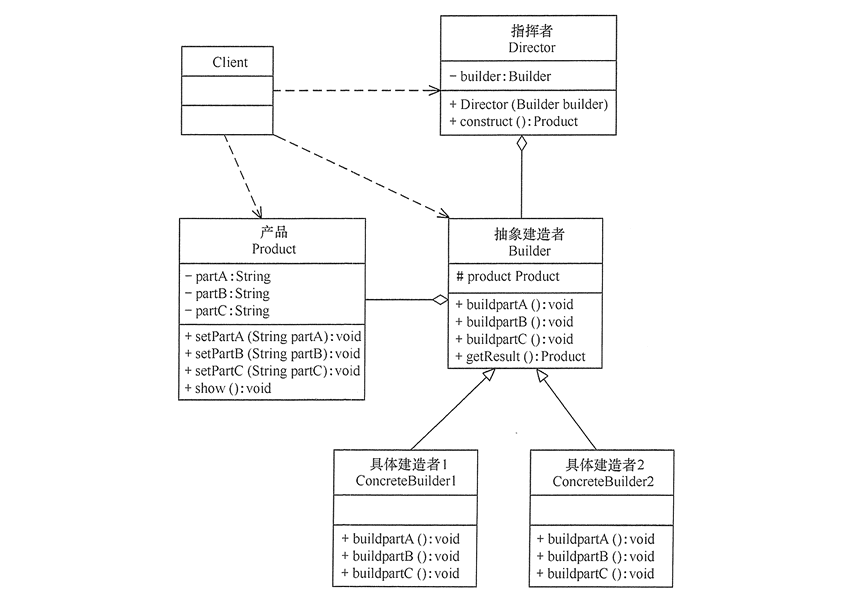 Client
指挥者
Director
− builder:Builder
+ Director (Builder builder)
+ construct ():Product
产品
Product
− partA:String
− partB:String
− partC:String
+ setPartA (String partA):void
+ setPartB (String partB):void
+ setPartC (String partC):void
+ show ():void
抽象建造者
Builder
# product Product
+ buildpartA ():void
+ buildpartB ():void
+ buildpartC ():void
+ getResult ():Product
具体建造者1
ConcreteBuilder1
+ buildpartA ():void
+ buildpartB ():void
+ buildpartC ():void
具体建造者2
ConcreteBuilder2
+ buildpartA ():void
+ buildpartB ():void
+ buildpartC ():void